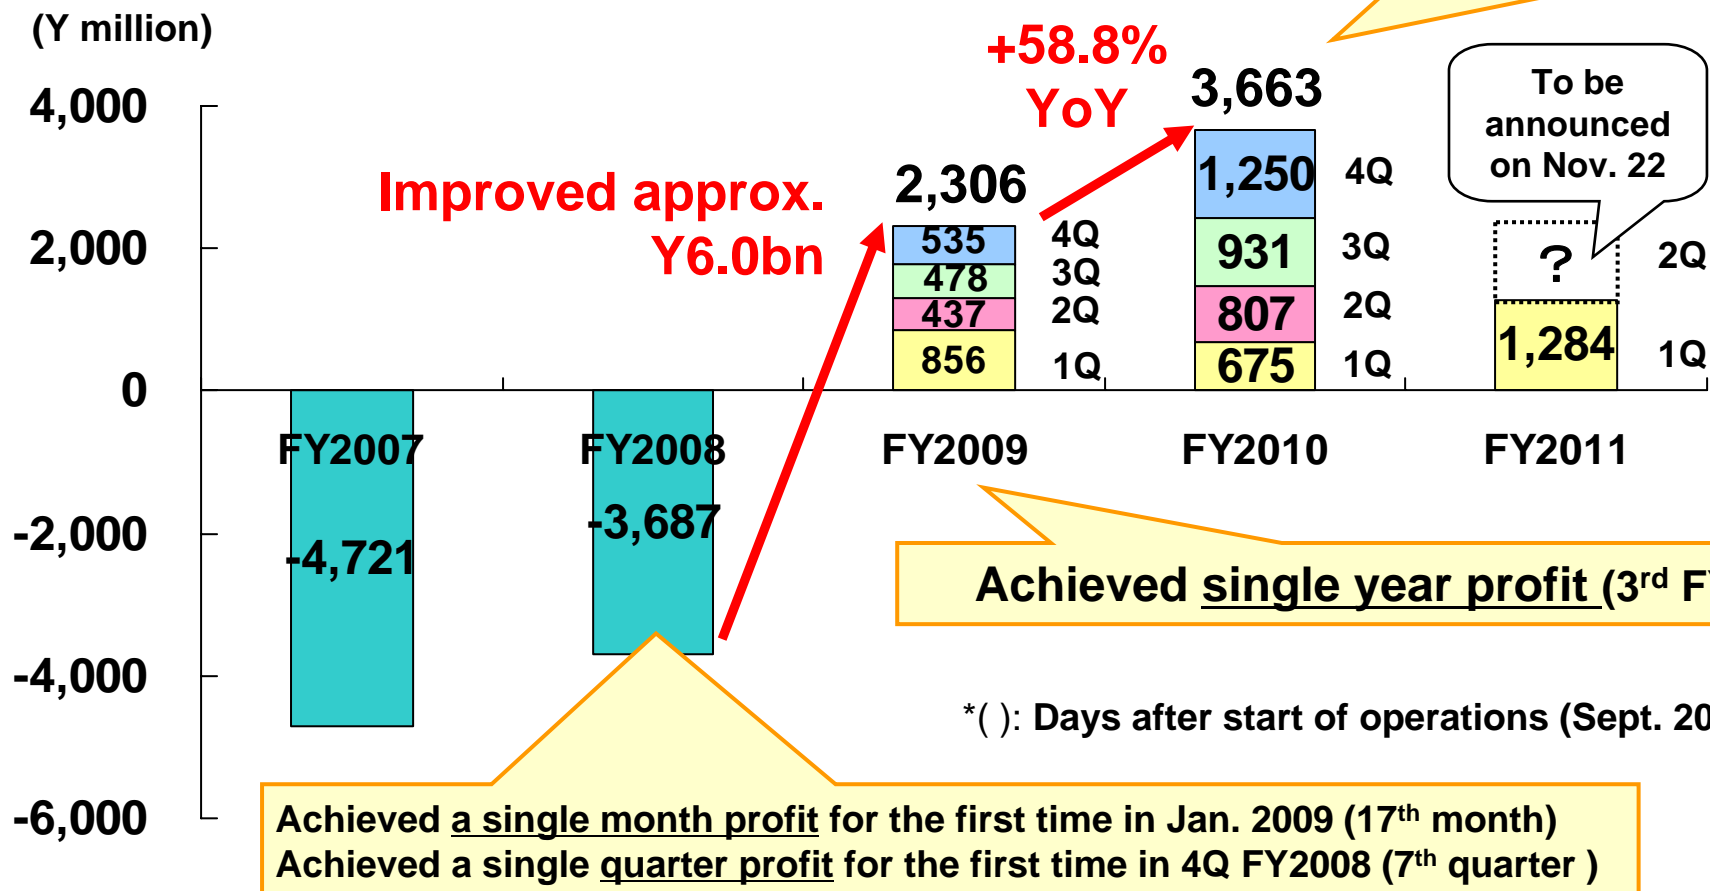 (Y million)
+58.8%
YoY
3,663
To be
announced
on Nov. 22
4,000
Improved approx.
Y6.0bn
2,306
1,250 4Q
535 4Q
478 3Q
437 2Q
856 1Q
931 3Q
807 2Q
675 1Q
? 2Q
1,284 1Q
2,000
0
FY2007 FY2008 FY2009 FY2010 FY2011
-4,721
-3,687
-2,000
Achieved single year profit (3rd
-4,000
*( ): Days after start of operations (Sept.
-6,000
Achieved a single month profit for the first time in Jan. 2009 (17th month)
Achieved a single quarter profit for the first time in 4Q FY2008 (7th quarter )